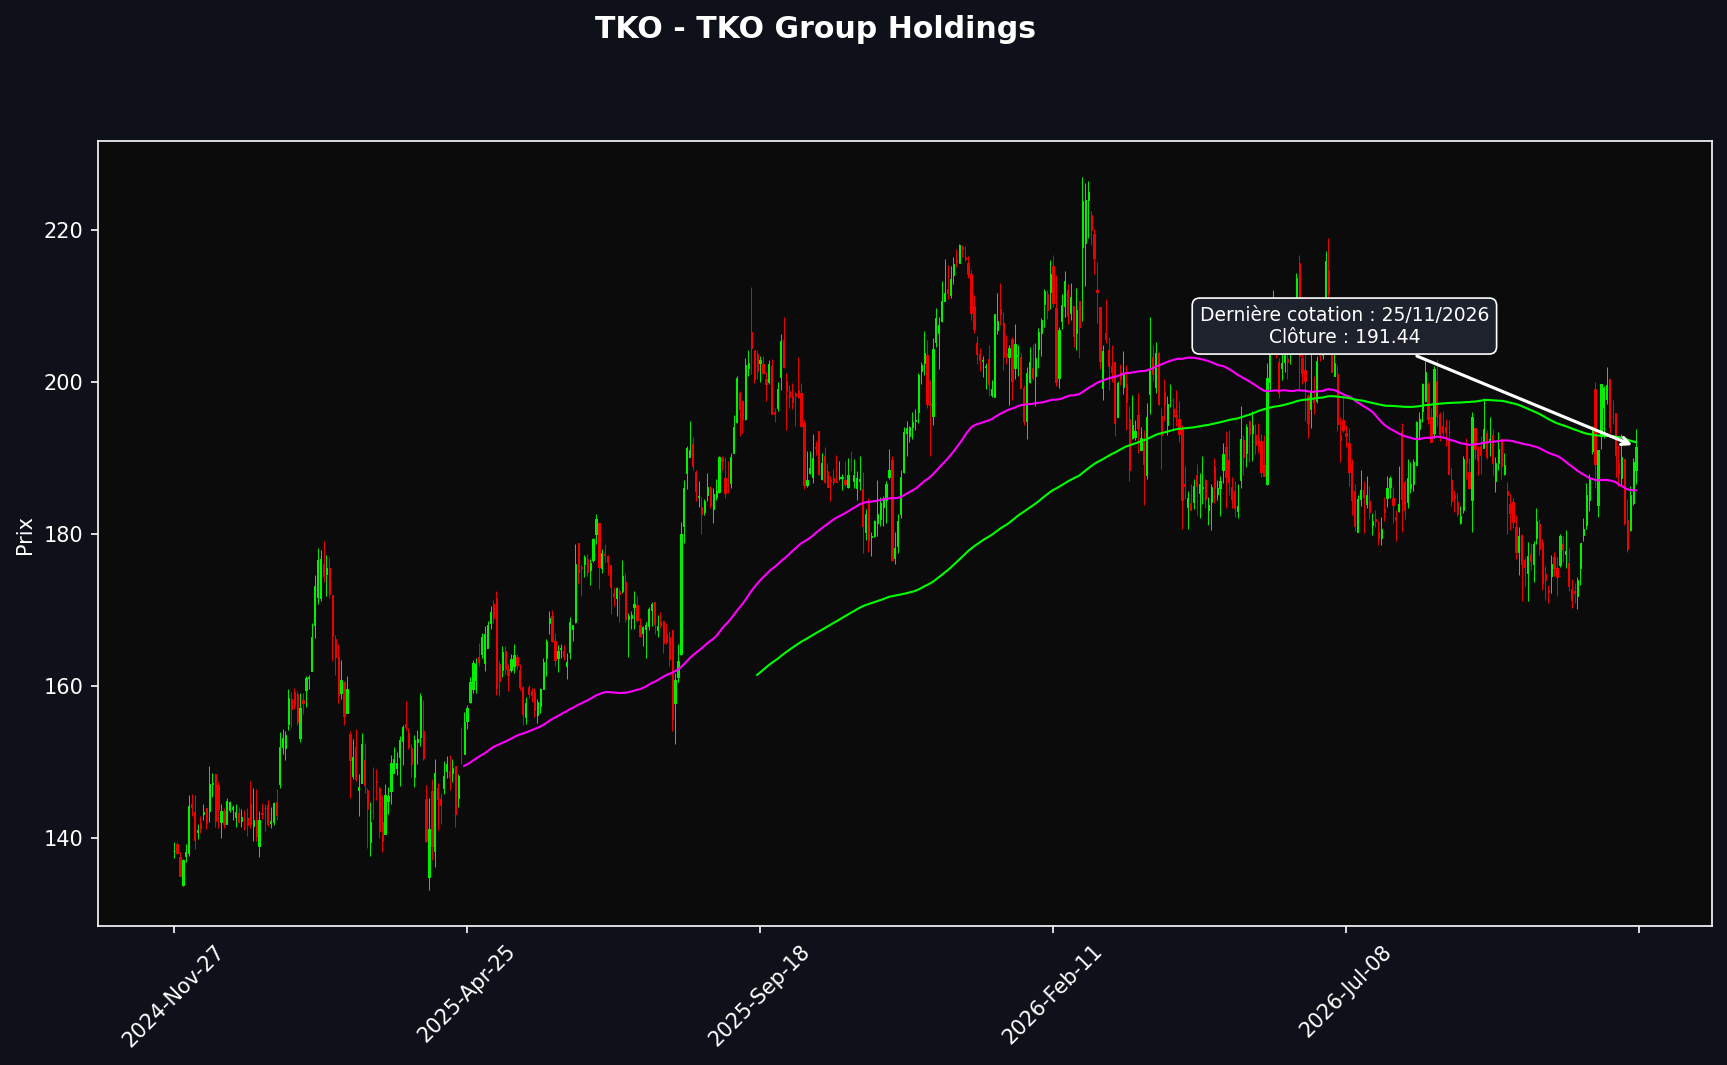 TKO - TKO Group Holdings
220
200
180
160
140
Prix
Dernière cotation : 25/11/2026
Clôture : 191.44
2024-Nov-27
2025-Apr-25
2025-Sep-18
2026-Feb-11
2026-Jul-08